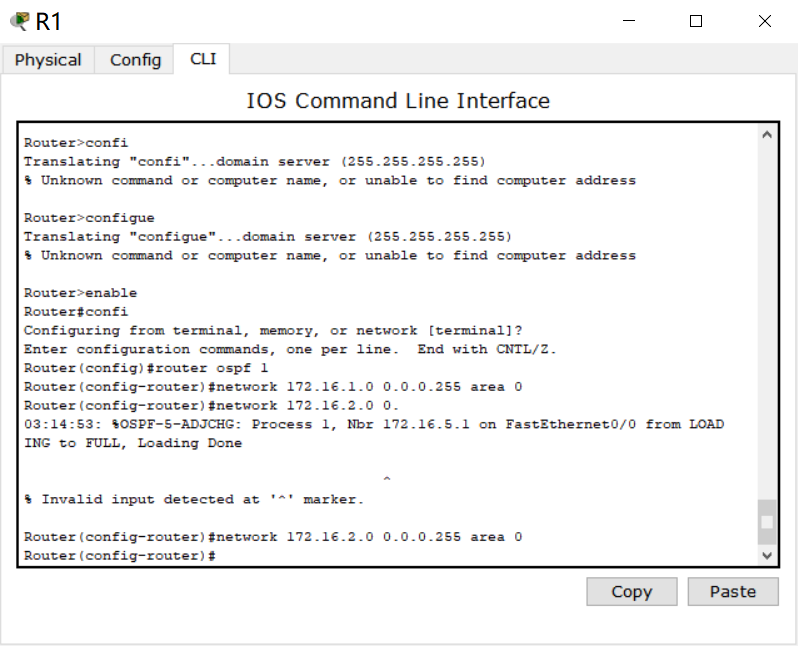 R1
Physical Config CLI
IOS Command Line Interface
Router>confi
Translating "confi"...domain server (255.255.255.255)
% Unknown command or computer name, or unable to find computer address
Router>configue
Translating "configue"...domain server (255.255.255.255)
% Unknown command or computer name, or unable to find computer address
Router>enable
Router#confi
Configuring from terminal, memory, or network [terminal]?
Enter configuration commands, one per line.  End with CNTL/Z.
Router(config)#router ospf 1
Router(config-router)#network 172.16.1.0 0.0.0.255 area 0
Router(config-router)#network 172.16.2.0 0.
03:14:53: %OSPF-5-ADJCHG: Process 1, Nbr 172.16.5.1 on FastEthernet0/0 from LOAD
ING to FULL, Loading Done
^
% Invalid input detected at '^' marker.
Router(config-router)#network 172.16.2.0 0.0.0.255 area 0
Router(config-router)#
Copy Paste